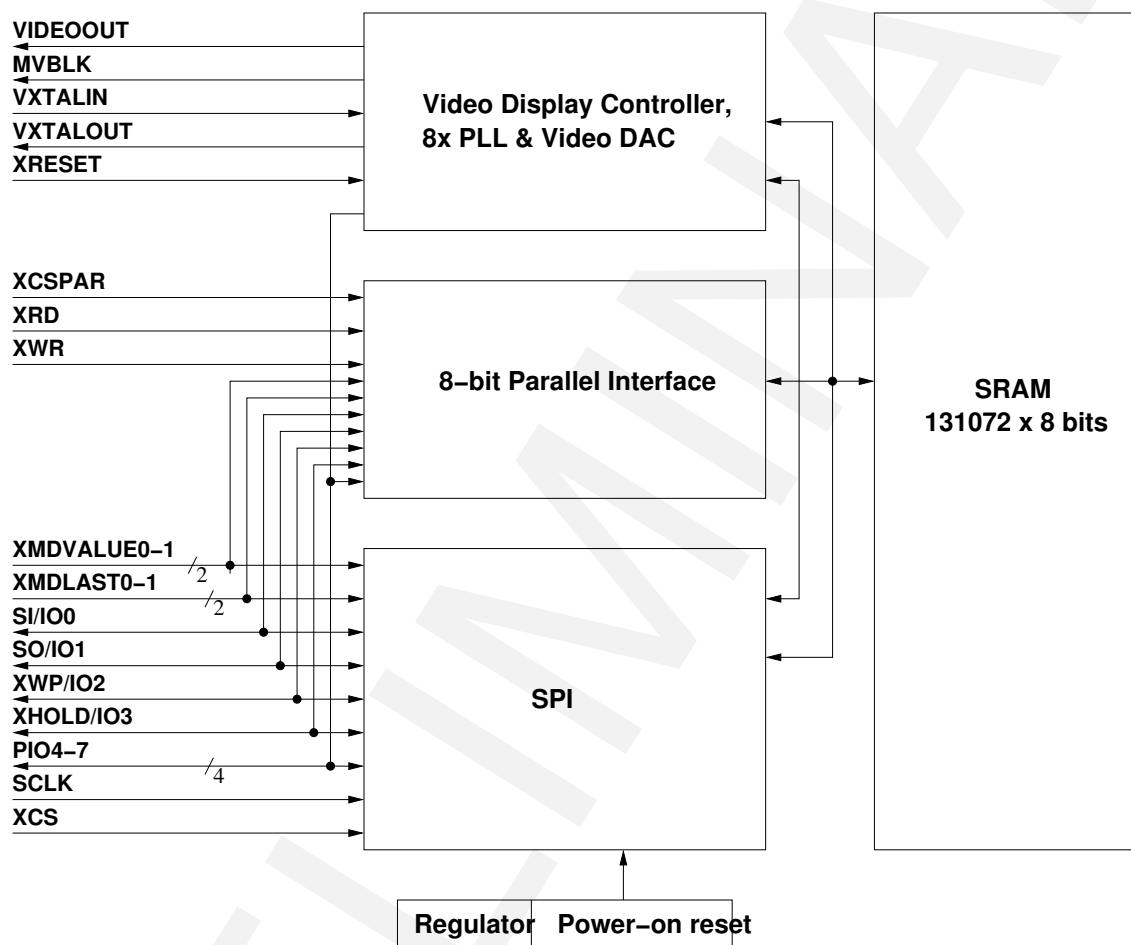 VIDEOOUT
MVBLK
VXTALIN
VXTALOUT
XRESET
Video Display Controller,
8x PLL & Video DAC
XCSPAR
XRD
XWR
8−bit Parallel Interface
SRAM
131072 x 8 bits
XMDVALUE0−1
2
XMDLAST0−1
2
SI/IO0
SO/IO1
XWP/IO2
XHOLD/IO3
PIO4−7
4
SCLK
XCS
SPI
Regulator
Power−on reset